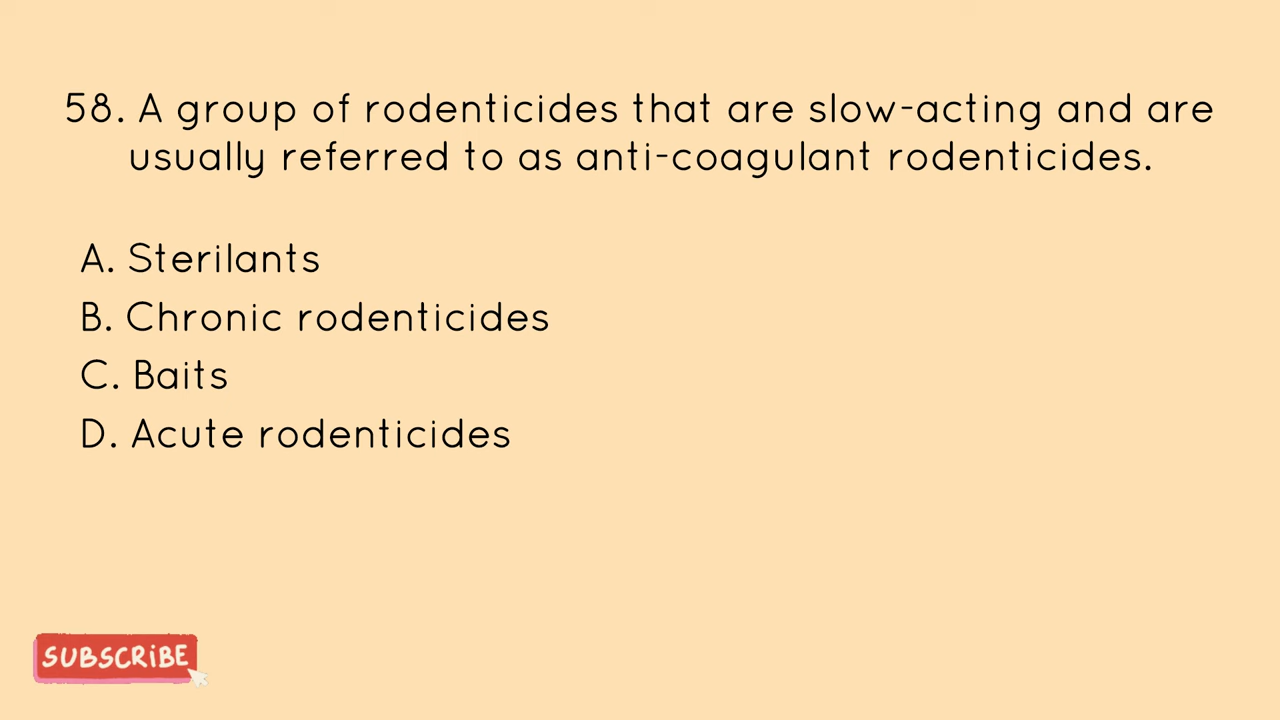 58. A group of rodenticides that are slow-acting and are
usually referred to as anti-coagulant rodenticides.
A. Sterilants
B. Chronic rodenticides
C. Baits
D. Acute rodenticides
SUBSCRiBE